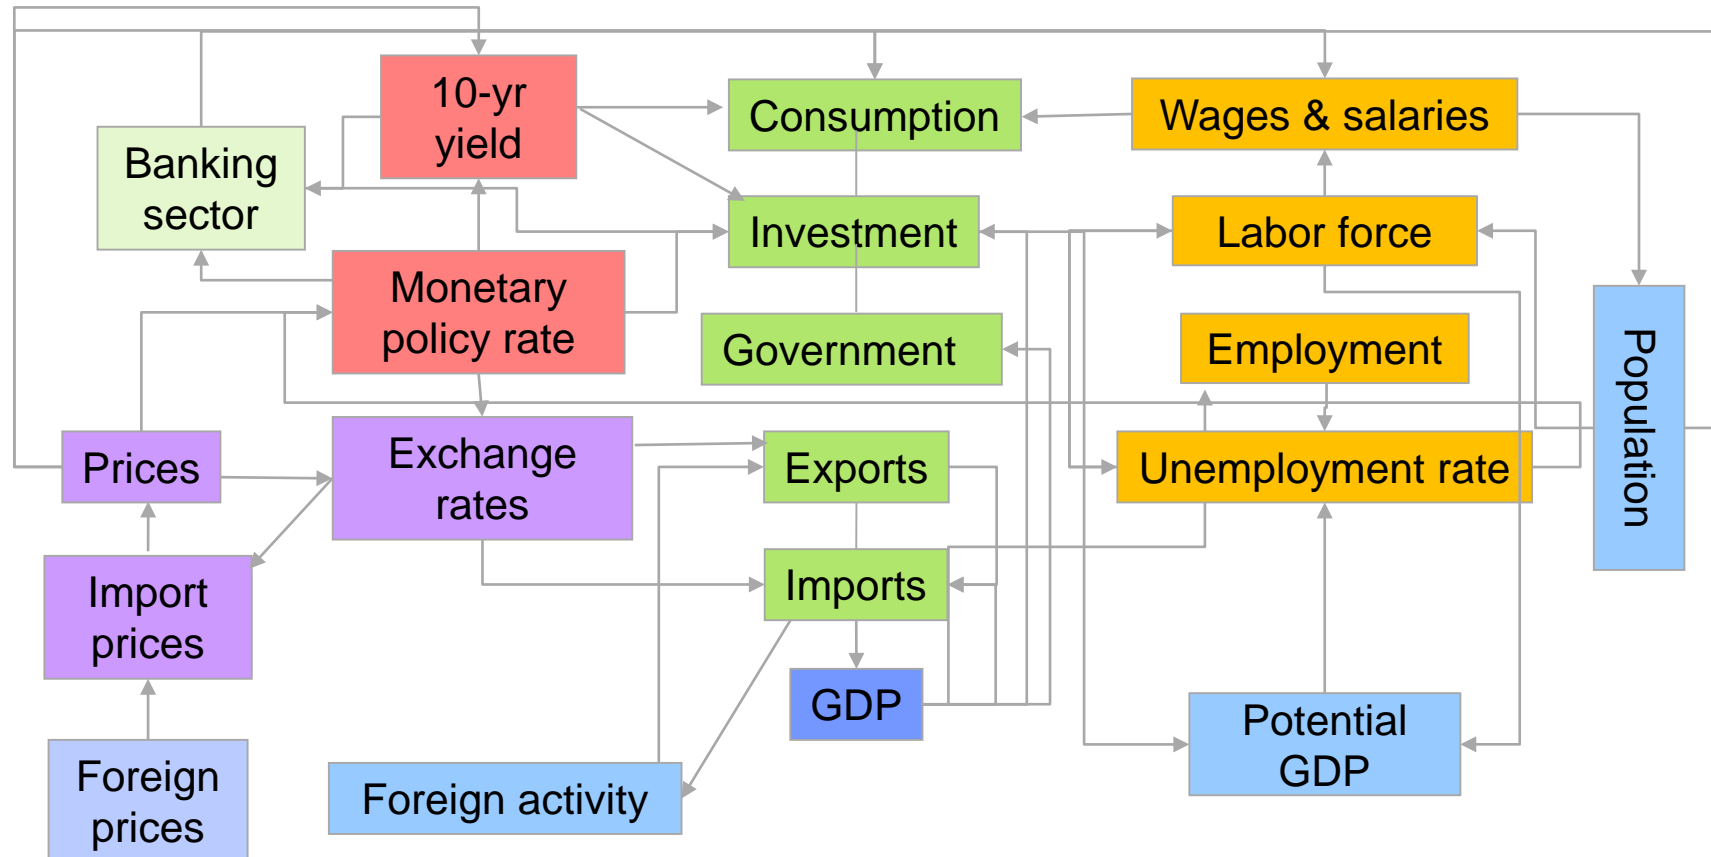 10-yr
yield
Consumption
Wages & salaries
Banking
sector
Investment
Labor force
Monetary
policy rate
Government
Employment
Population
Prices
Exchange
rates
Exports
Unemployment rate
Import
prices
Imports
GDP
Potential
GDP
Foreign
prices
Foreign activity